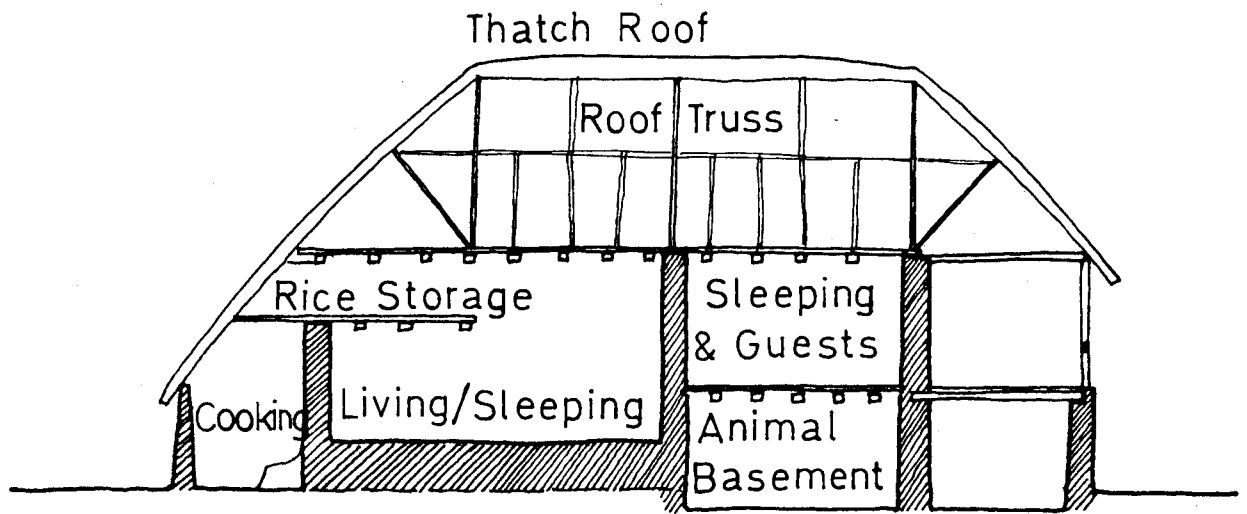 Thatch Roof
Roof Truss
Rice Storage
Sleeping
& Guests
Cooking
Living/Sleeping
Animal
Basement